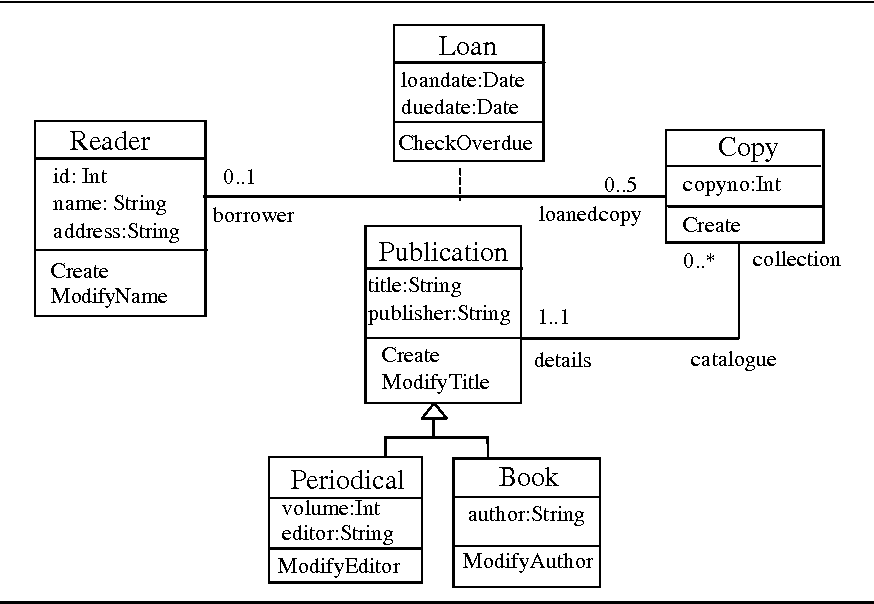 Loan
loandate:Date
duedate:Date
CheckOverdue
Reader
id: Int
name: String
address:String
Create
ModifyName
0..1
borrower
0..5
loanedcopy
Copy
copyno:Int
Create
0..*
collection
Publication
title:String
publisher:String
Create
ModifyTitle
1..1
details
catalogue
Periodical
volume:Int
editor:String
ModifyEditor
Book
author:String
ModifyAuthor